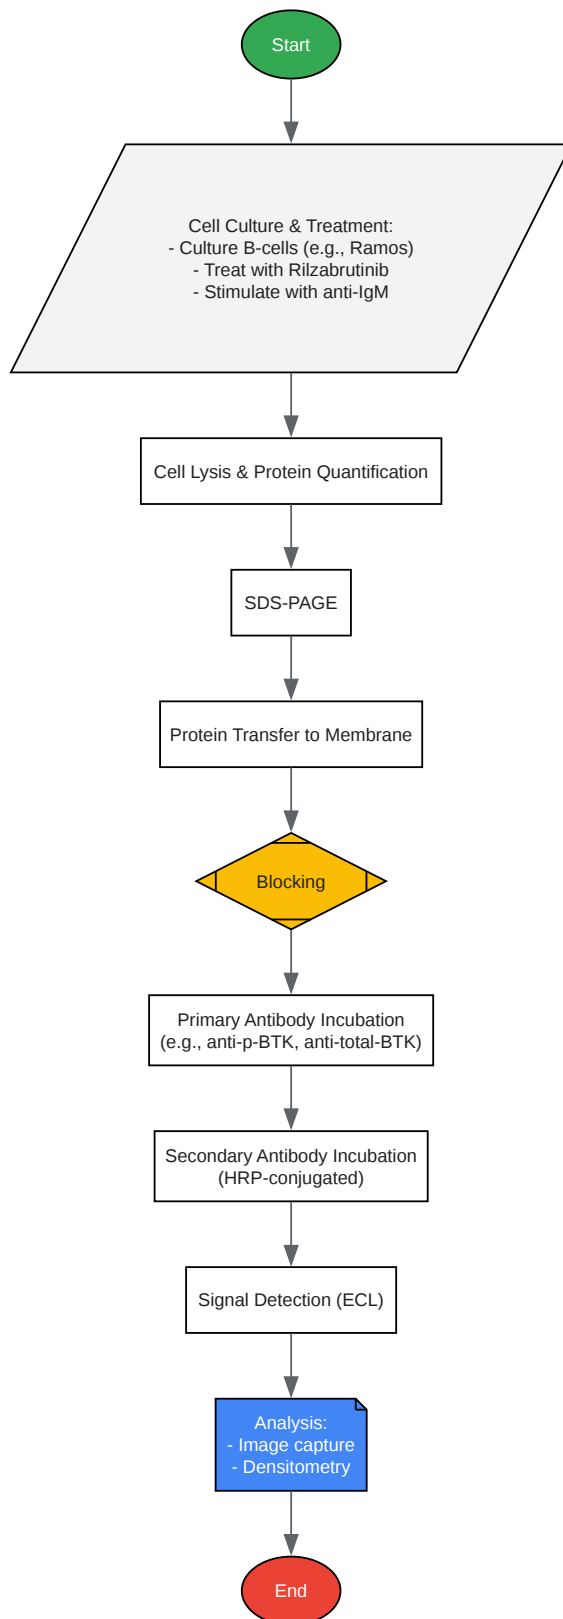 Start
Cell Culture & Treatment:
- Culture B-cells (e.g., Ramos)
- Treat with Rilzabrutinib
- Stimulate with anti-IgM
Cell Lysis & Protein Quantification
SDS-PAGE
Protein Transfer to Membrane
Blocking
Primary Antibody Incubation
(e.g., anti-p-BTK, anti-total-BTK)
Secondary Antibody Incubation
(HRP-conjugated)
Signal Detection (ECL)
Analysis:
- Image capture
- Densitometry
End